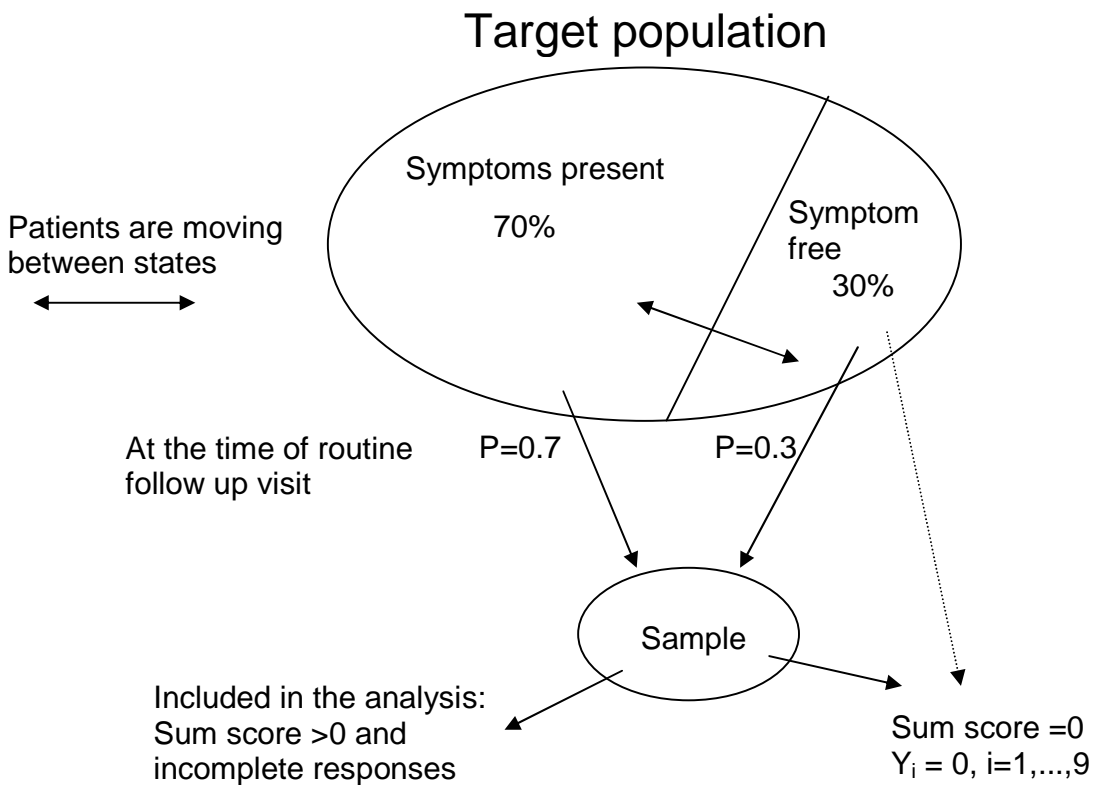 Target population
Symptoms present
70%
Symptom
free
30%
Patients are moving
between states
At the time of routine
follow up visit
P=0.7
P=0.3
Sample
Included in the analysis:
Sum score >0 and
incomplete responses
Sum score =0
Yi = 0, i=1,...,9